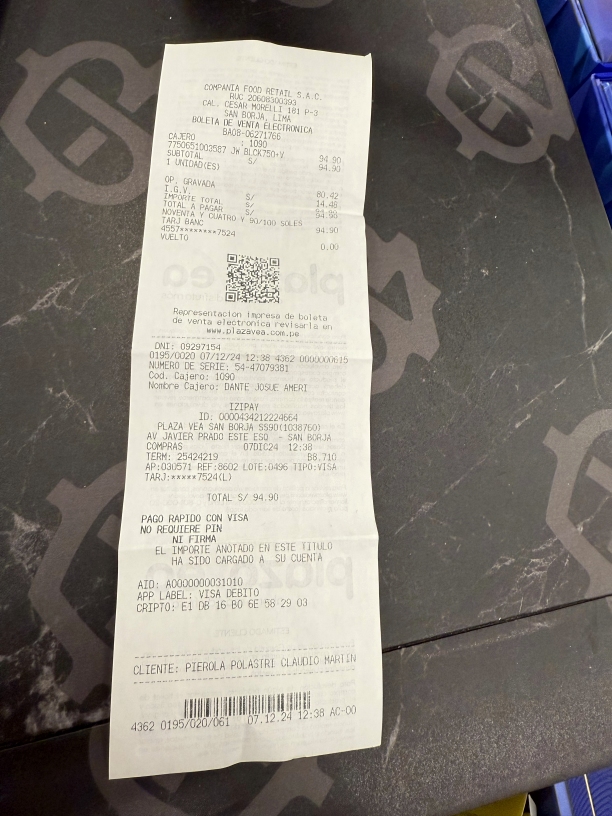 COMPANIA FOOD RETAIL S.A.C.
RUC 20608300393
CAL. CESAR MORELLI 181 P-3
SAN BORJA, LIMA
BOLETA DE VENTA ELECTRONICA
BA08-06271766
CAJERO : 1090
7750651003587 JW BLCK750+V 94.90
SUBTOTAL S/ 94.90
1 UNIDAD(ES)
OP. GRAVADA S/ 80.42
I.G.V. S/ 14.48
IMPORTE TOTAL S/ 94.90
TOTAL A PAGAR S/ 94.90
NOVENTA Y CUATRO Y 90/100 SOLES
TARJ BANC 94.90
4557********7524
VUELTO 0.00
Representacion impresa de boleta
de venta electronica revisarla en
www.plazavea.com.pe
DNI: 09297154
0195/0020 07/12/24 12:38 4362 0000000615
NUMERO DE SERIE: 54-47079381
Cod. Cajero: 1090
Nombre Cajero: DANTE JOSUE AMERI
IZIPAY
ID: 0000434212224664
PLAZA VEA SAN BORJA SS90(1038760)
AV JAVIER PRADO ESTE ESQ - SAN BORJA
COMPRAS 07DIC24 12:38
TERM: 25424219 B8.710
AP:030571 REF:8602 LOTE:0496 TIPO:VISA
TARJ:*****7524(L)
TOTAL S/ 94.90
PAGO RAPIDO CON VISA
NO REQUIERE PIN
NI FIRMA
EL IMPORTE ANOTADO EN ESTE TITULO
HA SIDO CARGADO A SU CUENTA
AID: A0000000031010
APP LABEL: VISA DEBITO
CRIPTO: E1 DB 16 B0 6E 58 29 03
CLIENTE: PIEROLA POLASTRI CLAUDIO MARTIN
4362 0195/020/061 07.12.24 12:38 AC-00